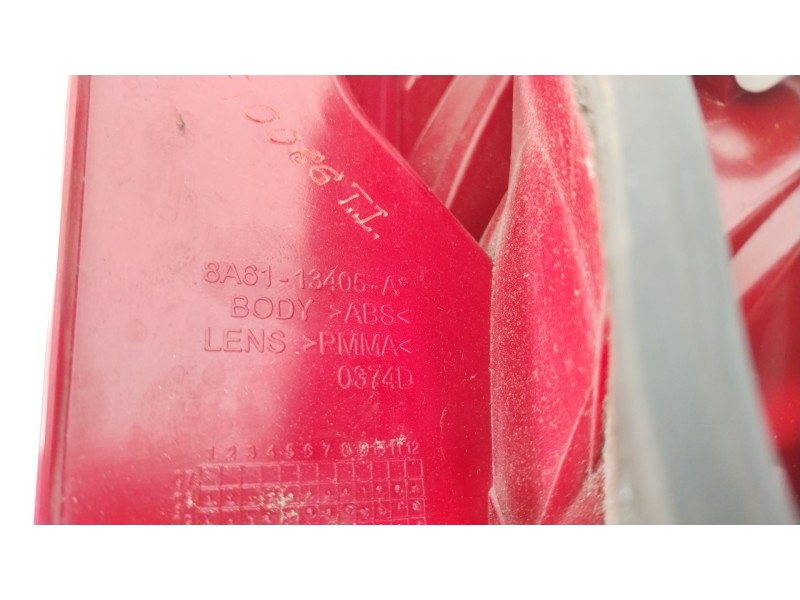 8A61-13405-A*
BODY >ABS<
LENS >PMMA<
0374D
1 2 3 4 5 6 7 8 9 10 11 12
07